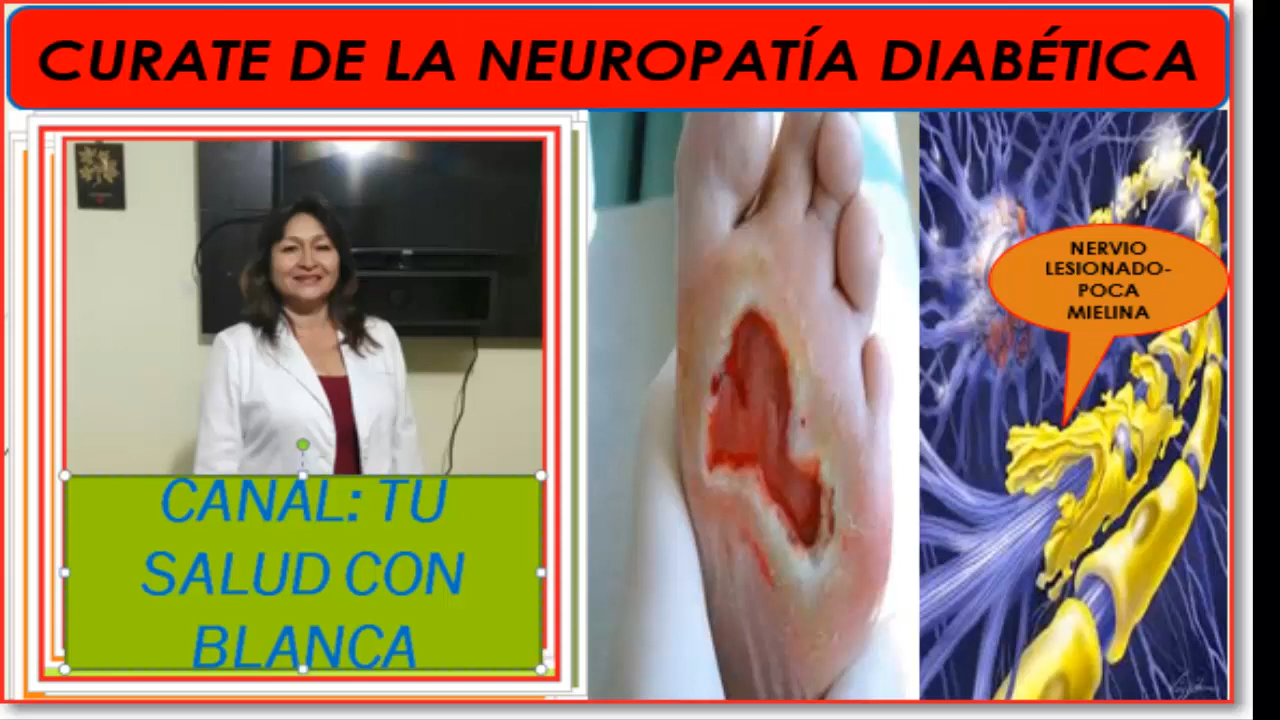 CURATE DE LA NEUROPATÍA DIABÉTICA
CANAL: TU
SALUD CON
BLANCA
NERVIO
LESIONADO-
POCA
MIELINA